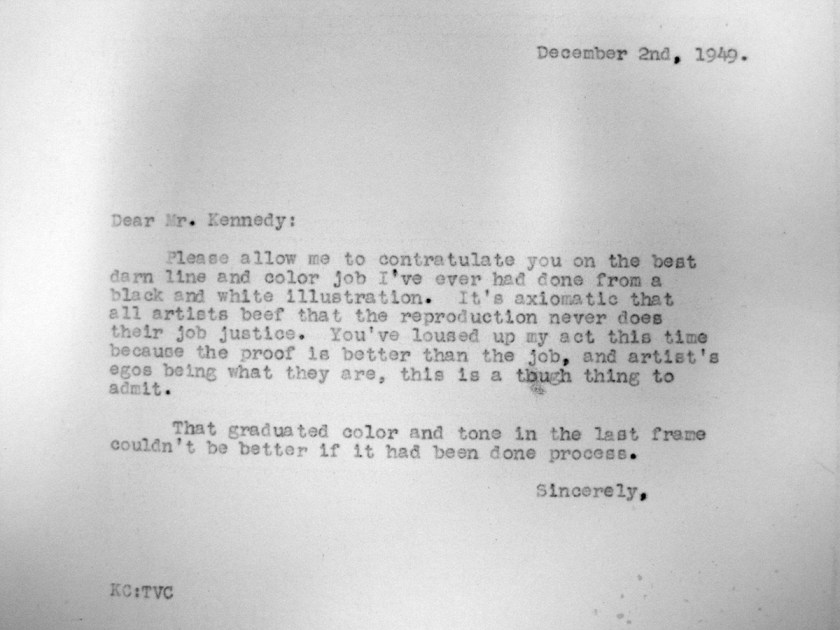 December 2nd, 1949.
Dear Mr. Kennedy:
Please allow me to contratulate you on the best
darn line and color job I've ever had done from a
black and white illustration. It's axiomatic that
all artists beef that the reproduction never does
their job justice. You've loused up my act this time
because the proof is better than the job, and artist's
egos being what they are, this is a tough thing to
admit.
That graduated color and tone in the last frame
couldn't be better if it had been done process.
Sincerely,
KC:TVC